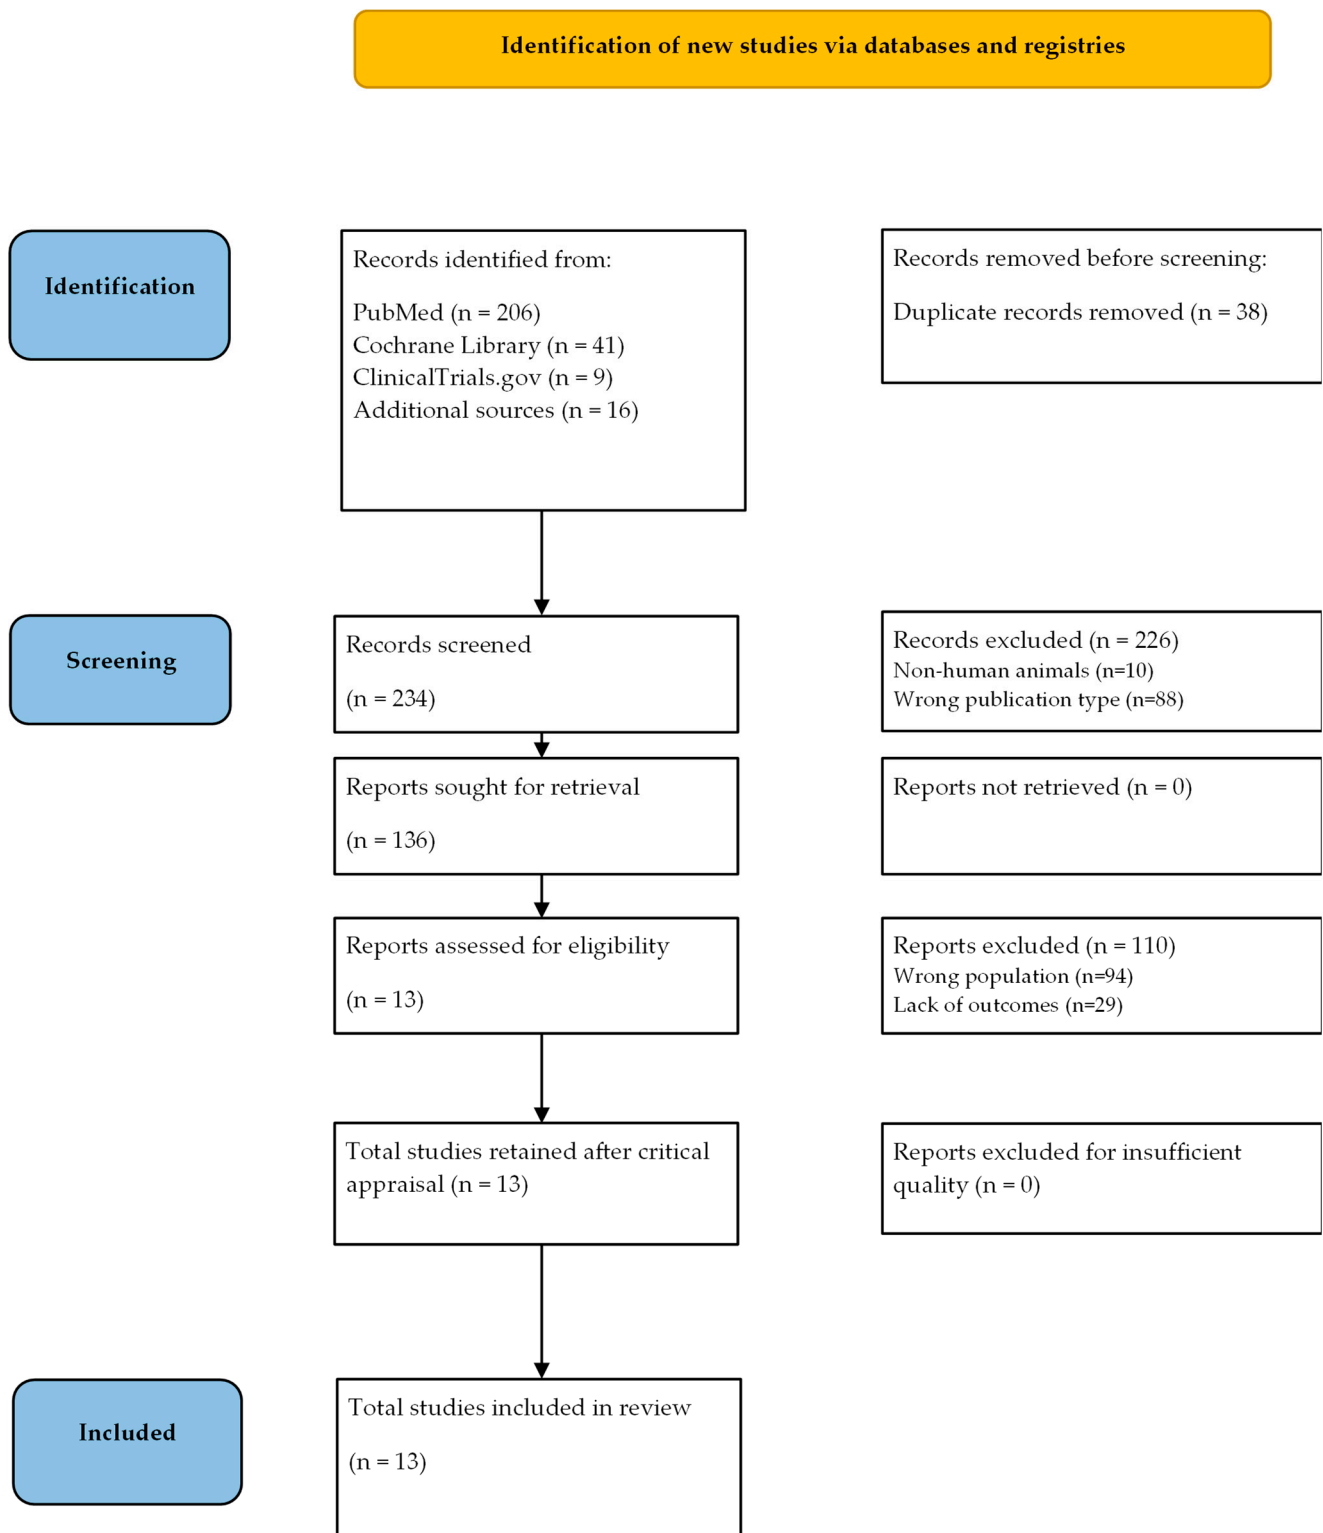 Identification of new studies via databases and registries
Identification
Records identified from:
PubMed (n = 206)
Cochrane Library (n = 41)
ClinicalTrials.gov (n = 9)
Additional sources (n = 16)
Records removed before screening:
Duplicate records removed (n = 38)
Screening
Records screened
(n = 234)
Records excluded (n = 226)
Non-human animals (n=10)
Wrong publication type (n=88)
Reports sought for retrieval
(n = 136)
Reports not retrieved (n = 0)
Reports assessed for eligibility
(n = 13)
Reports excluded (n = 110)
Wrong population (n=94)
Lack of outcomes (n=29)
Total studies retained after critical
appraisal (n = 13)
Reports excluded for insufficient
quality (n = 0)
Included
Total studies included in review
(n = 13)